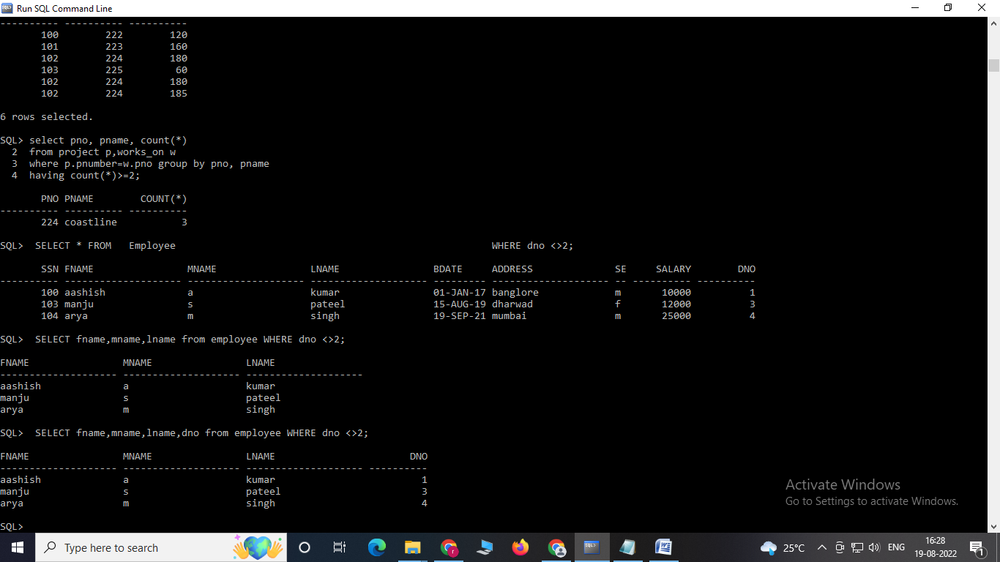 Run SQL Command Line
---------- ---------- ----------
       100        222        120
       101        223        160
       102        224        180
       103        225         60
       102        224        180
       102        224        185
6 rows selected.
SQL> select pno, pname, count(*)
  2  from project p,works_on w
  3  where p.pnumber=w.pno group by pno, pname
  4  having count(*)>=2;
       PNO PNAME        COUNT(*)
---------- ---------- ----------
       224 coastline           3
SQL>  SELECT * FROM   Employee                                                      WHERE dno <>2;
       SSN FNAME                MNAME                LNAME                BDATE     ADDRESS              SE     SALARY        DNO
---------- -------------------- -------------------- -------------------- --------- -------------------- -- ---------- ----------
       100 aashish              a                    kumar                01-JAN-17 banglore             m       10000          1
       103 manju                s                    pateel               15-AUG-19 dharwad              f       12000          3
       104 arya                 m                    singh                19-SEP-21 mumbai               m       25000          4
SQL>  SELECT fname,mname,lname from employee WHERE dno <>2;
FNAME                MNAME                LNAME
-------------------- -------------------- --------------------
aashish              a                    kumar
manju                s                    pateel
arya                 m                    singh
SQL>  SELECT fname,mname,lname,dno from employee WHERE dno <>2;
FNAME                MNAME                LNAME                       DNO
-------------------- -------------------- -------------------- ----------
aashish              a                    kumar                         1
manju                s                    pateel                        3
arya                 m                    singh                         4
SQL>
Activate Windows
Go to Settings to activate Windows.
Type here to search
25°C
ENG
16:28
19-08-2022
1